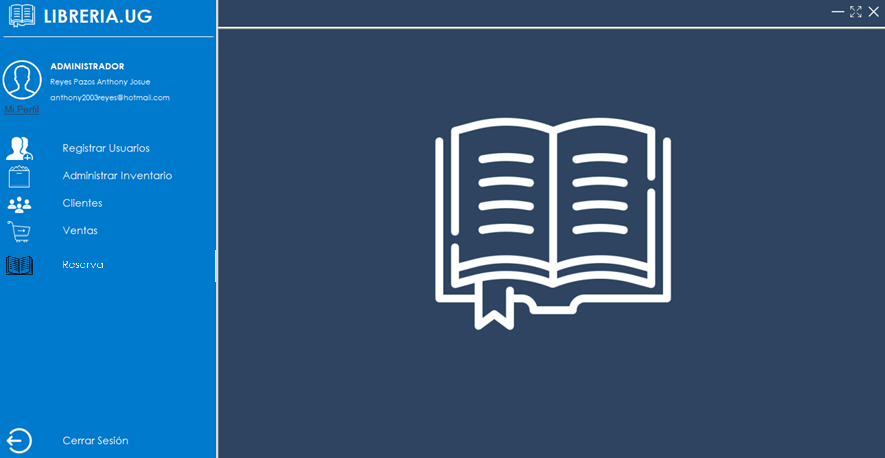 LIBRERIA.UG
ADMINISTRADOR
Reyes Pazos Anthony Josue
anthony2003reyes@hotmail.com
Mi Perfil
Registrar Usuarios
Administrar Inventario
Clientes
Ventas
Reserva
Cerrar Sesión